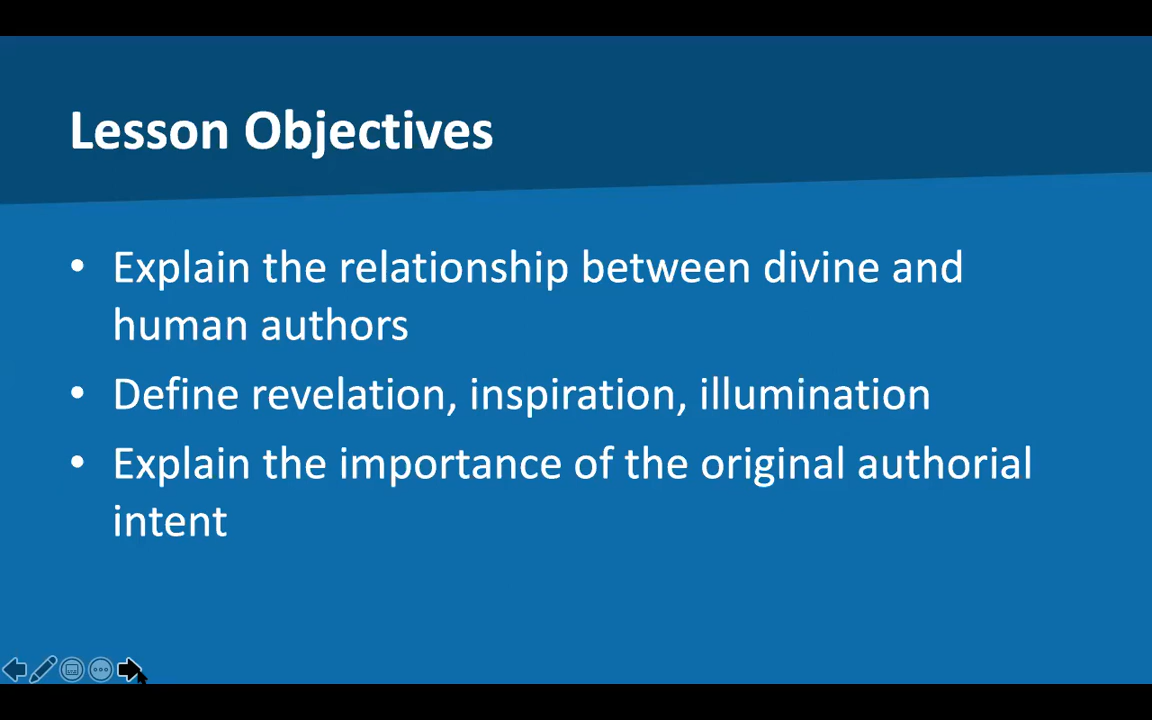 Lesson Objectives
• Explain the relationship between divine and
human authors
• Define revelation, inspiration, illumination
• Explain the importance of the original authorial
intent